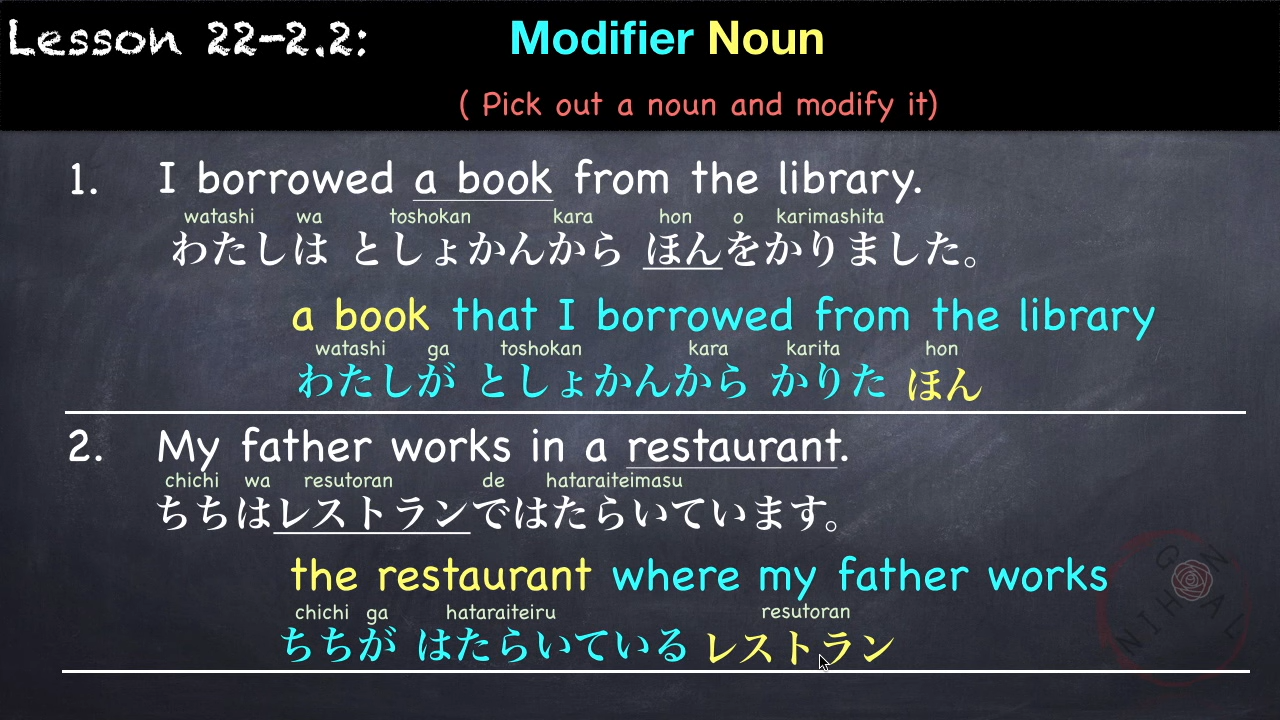 Lesson 22-2.2:
Modifier Noun
( Pick out a noun and modify it)
1. I borrowed a book from the library.
watashi wa toshokan kara hon o karimashita
わたしは としょかんから ほんをかりました。
a book that I borrowed from the library
watashi ga toshokan kara karita hon
わたしが としょかんから かりた ほん
2. My father works in a restaurant.
chichi wa resutoran de hataraiteimasu
ちちはレストランではたらいています。
the restaurant where my father works
chichi ga hataraiteiru resutoran
ちちが はたらいている レストラン
NIHONGOAL